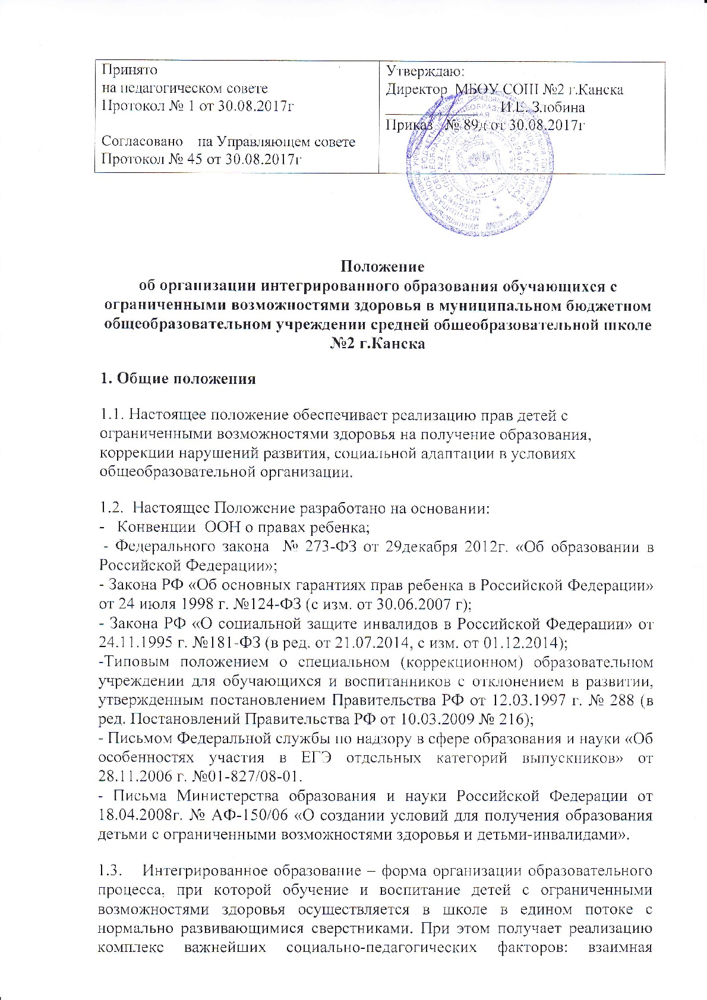 Принято
на педагогическом совете
Протокол № 1 от 30.08.2017г
Согласовано на Управляющем совете
Протокол № 45 от 30.08.2017г
Утверждаю:
Директор МБОУ СОШ №2 г.Канска
И.Е. Злобина
Приказ № 89д от 30.08.2017г
Положение
об организации интегрированного образования обучающихся с
ограниченными возможностями здоровья в муниципальном бюджетном
общеобразовательном учреждении средней общеобразовательной школе
№2 г.Канска
1. Общие положения
1.1. Настоящее положение обеспечивает реализацию прав детей с
ограниченными возможностями здоровья на получение образования,
коррекции нарушений развития, социальной адаптации в условиях
общеобразовательной организации.
1.2. Настоящее Положение разработано на основании:
- Конвенции ООН о правах ребенка;
- Федерального закона № 273-ФЗ от 29декабря 2012г. «Об образовании в
Российской Федерации»;
- Закона РФ «Об основных гарантиях прав ребенка в Российской Федерации»
от 24 июля 1998 г. №124-ФЗ (с изм. от 30.06.2007 г);
- Закона РФ «О социальной защите инвалидов в Российской Федерации» от
24.11.1995 г. №181-ФЗ (в ред. от 21.07.2014, с изм. от 01.12.2014);
-Типовым положением о специальном (коррекционном) образовательном
учреждении для обучающихся и воспитанников с отклонением в развитии,
утвержденным постановлением Правительства РФ от 12.03.1997 г. № 288 (в
ред. Постановлений Правительства РФ от 10.03.2009 № 216);
- Письмом Федеральной службы по надзору в сфере образования и науки «Об
особенностях участия в ЕГЭ отдельных категорий выпускников» от
28.11.2006 г. №01-827/08-01.
- Письма Министерства образования и науки Российской Федерации от
18.04.2008г. № АФ-150/06 «О создании условий для получения образования
детьми с ограниченными возможностями здоровья и детьми-инвалидами».
1.3. Интегрированное образование – форма организации образовательного
процесса, при которой обучение и воспитание детей с ограниченными
возможностями здоровья осуществляется в школе в едином потоке с
нормально развивающимися сверстниками. При этом получает реализацию
комплекс важнейших социально-педагогических факторов: взаимная